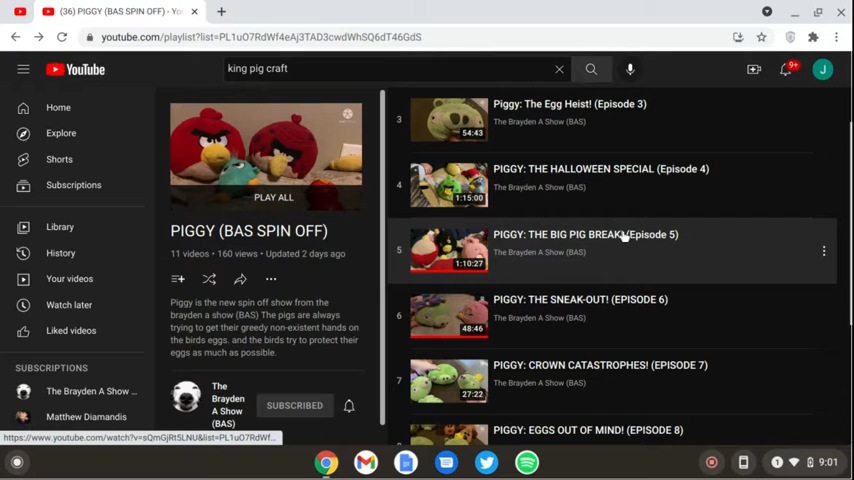 (36) PIGGY (BAS SPIN OFF) - You
youtube.com/playlist?list=PL1uO7RdWf4eAj3TAD3cwdWhSQ6dT46GdS
YouTube
king pig craft
9+
J
Home
Explore
Shorts
Subscriptions
Library
History
Your videos
Watch later
Liked videos
SUBSCRIPTIONS
The Brayden A Show ...
Matthew Diamandis
https://www.youtube.com/watch?v=sQmGjRt5LNU&list=PL1uO7RdWf...
PLAY ALL
PIGGY (BAS SPIN OFF)
11 videos • 160 views • Updated 2 days ago
Piggy is the new spin off show from the
brayden a show (BAS) The pigs are always
trying to get their greedy non-existent hands on
the birds eggs. and the birds try to protect their
eggs as much as possible.
The
Brayden
A Show
(BAS)
SUBSCRIBED
3
54:43
Piggy: The Egg Heist! (Episode 3)
The Brayden A Show (BAS)
4
1:15:00
PIGGY: THE HALLOWEEN SPECIAL (Episode 4)
The Brayden A Show (BAS)
5
1:10:27
PIGGY: THE BIG PIG BREAK! (Episode 5)
The Brayden A Show (BAS)
6
48:46
PIGGY: THE SNEAK-OUT! (EPISODE 6)
The Brayden A Show (BAS)
7
27:22
PIGGY: CROWN CATASTROPHES! (EPISODE 7)
The Brayden A Show (BAS)
PIGGY: EGGS OUT OF MIND! (EPISODE 8)
1
9:01